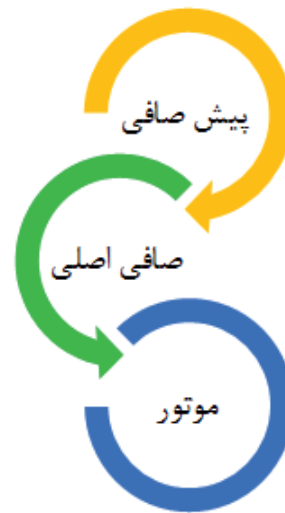 پیش صافی
صافی اصلی
موتور